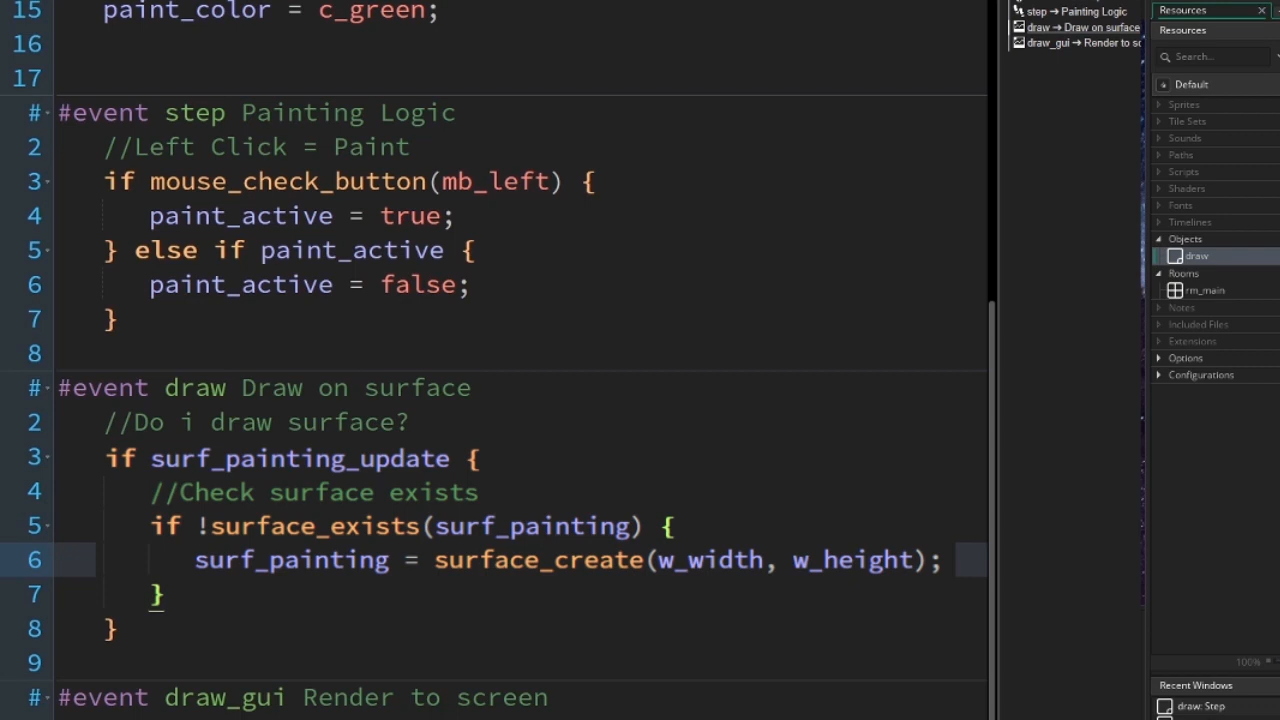 15 paint_color = c_green;
16
17
# #event step Painting Logic
2 //Left Click = Paint
3 if mouse_check_button(mb_left) {
4 paint_active = true;
5 } else if paint_active {
6 paint_active = false;
7 }
8
# #event draw Draw on surface
2 //Do i draw surface?
3 if surf_painting_update {
4 //Check surface exists
5 if !surface_exists(surf_painting) {
6 surf_painting = surface_create(w_width, w_height);
7 }
8 }
9
# #event draw_gui Render to screen
step → Painting Logic
draw → Draw on surface
draw_gui → Render to sc
Resources
Resources
Search...
Default
Sprites
Tile Sets
Sounds
Paths
Scripts
Shaders
Fonts
Timelines
Objects
draw
Rooms
rm_main
Notes
Included Files
Extensions
Options
Configurations
100%
Recent Windows
draw: Step